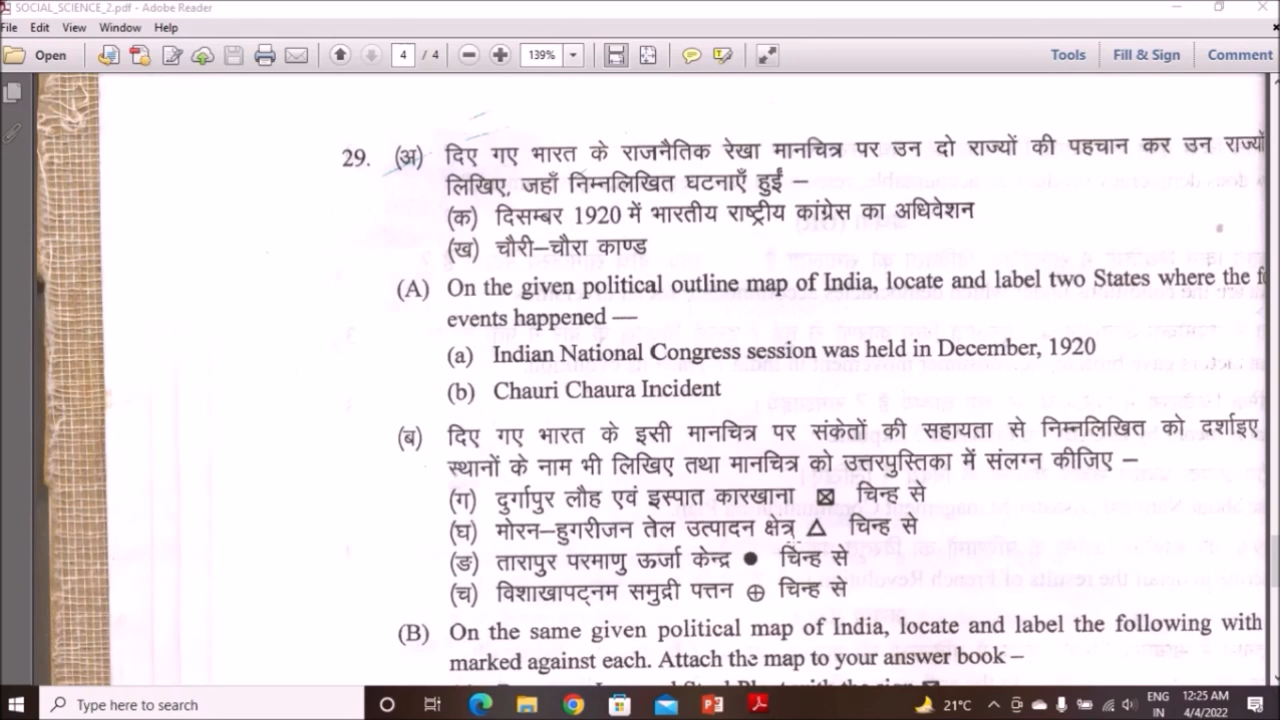 SOCIAL_SCIENCE_2.pdf - Adobe Reader
File Edit View Window Help
Open 4 / 4 139% Tools Fill & Sign Comment
29. (अ) दिए गए भारत के राजनैतिक रेखा मानचित्र पर उन दो राज्यों की पहचान कर उन राज्यों
लिखिए, जहाँ निम्नलिखित घटनाएँ हुईं –
(क) दिसम्बर 1920 में भारतीय राष्ट्रीय कांग्रेस का अधिवेशन
(ख) चौरी–चौरा काण्ड
(A) On the given political outline map of India, locate and label two States where the
events happened —
(a) Indian National Congress session was held in December, 1920
(b) Chauri Chaura Incident
(ब) दिए गए भारत के इसी मानचित्र पर संकेतों की सहायता से निम्नलिखित को दर्शाइए
स्थानों के नाम भी लिखिए तथा मानचित्र को उत्तरपुस्तिका में संलग्न कीजिए –
(ग) दुर्गापुर लौह एवं इस्पात कारखाना ⊠ चिन्ह से
(घ) मोरन–हुगरीजन तेल उत्पादन क्षेत्र △ चिन्ह से
(ङ) तारापुर परमाणु ऊर्जा केन्द्र ● चिन्ह से
(च) विशाखापट्नम समुद्री पत्तन ⊕ चिन्ह से
(B) On the same given political map of India, locate and label the following with
marked against each. Attach the map to your answer book –
Type here to search 21°C ENG IN 12:25 AM 4/4/2022